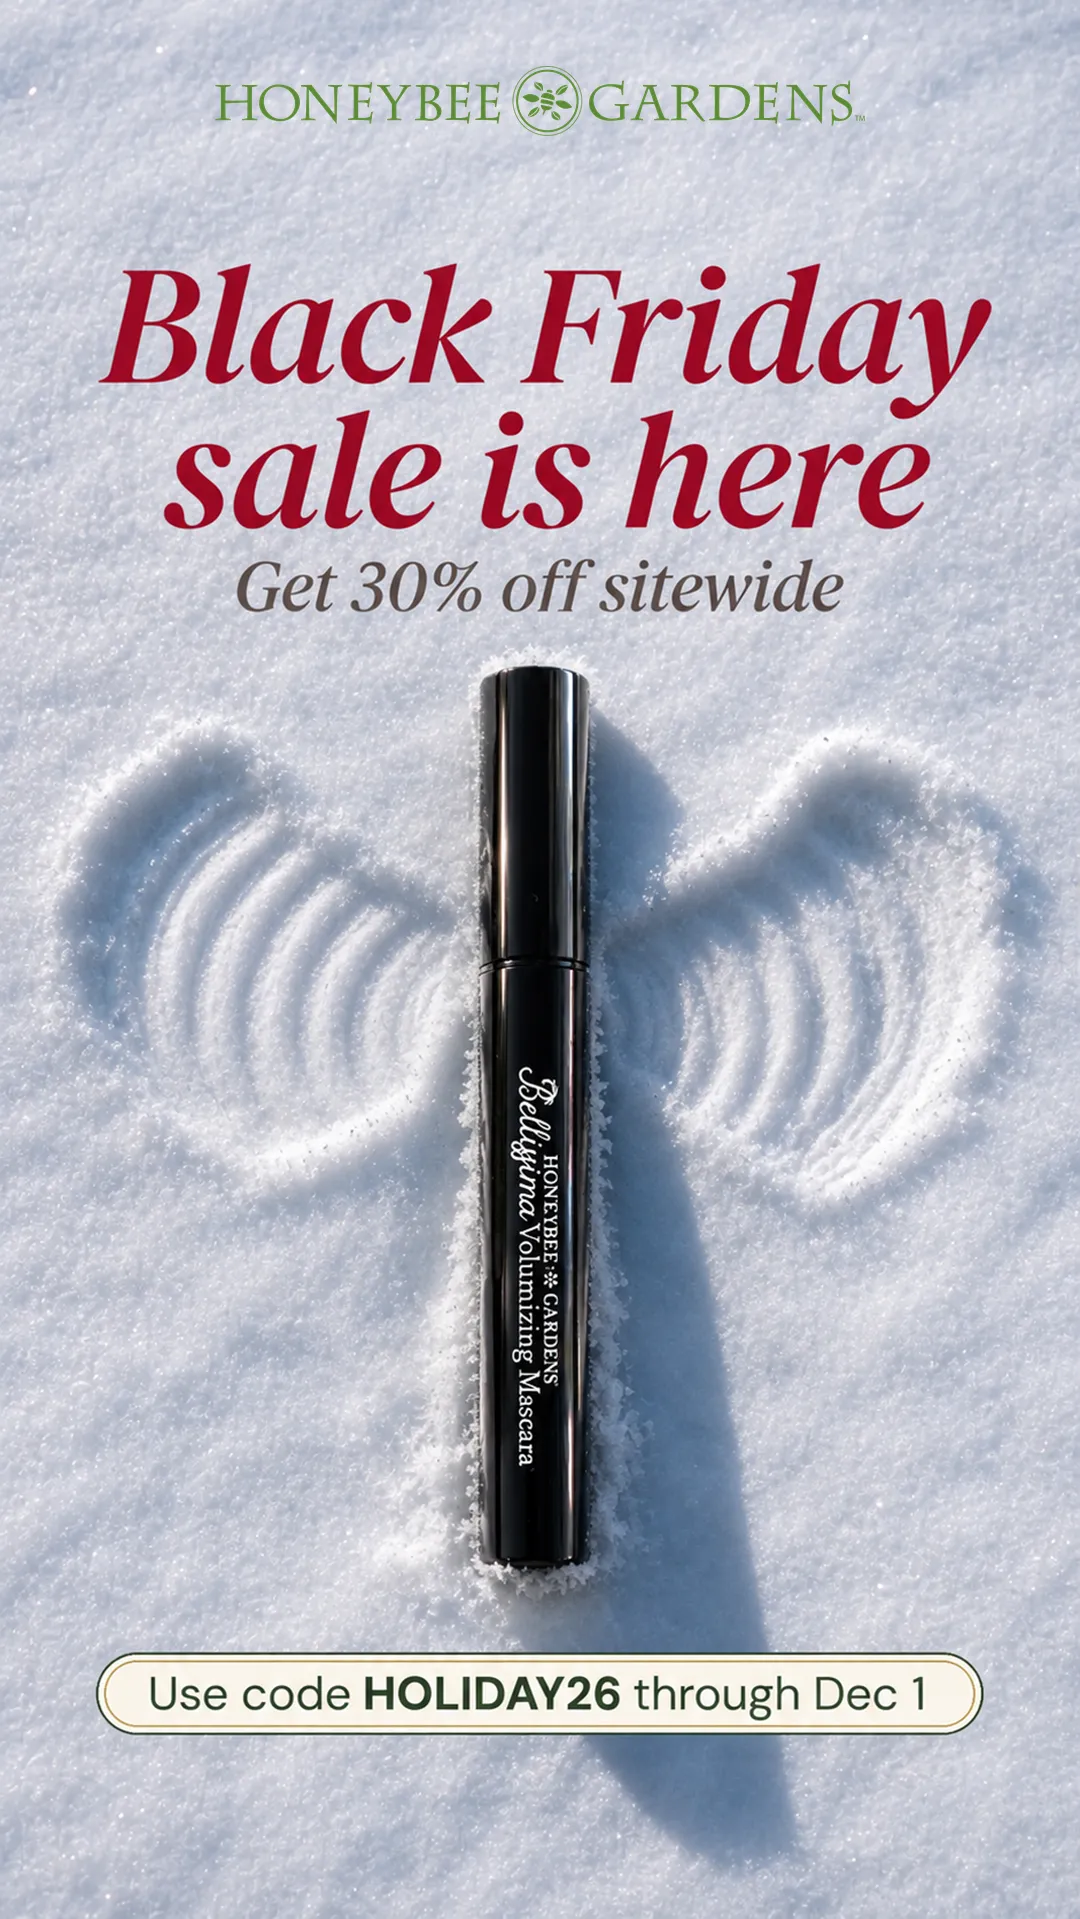 HONEYBEE GARDENS™
Black Friday
sale is here
Get 30% off sitewide
HONEYBEE GARDENS
Bellissima Volumizing Mascara
Use code HOLIDAY26 through Dec 1